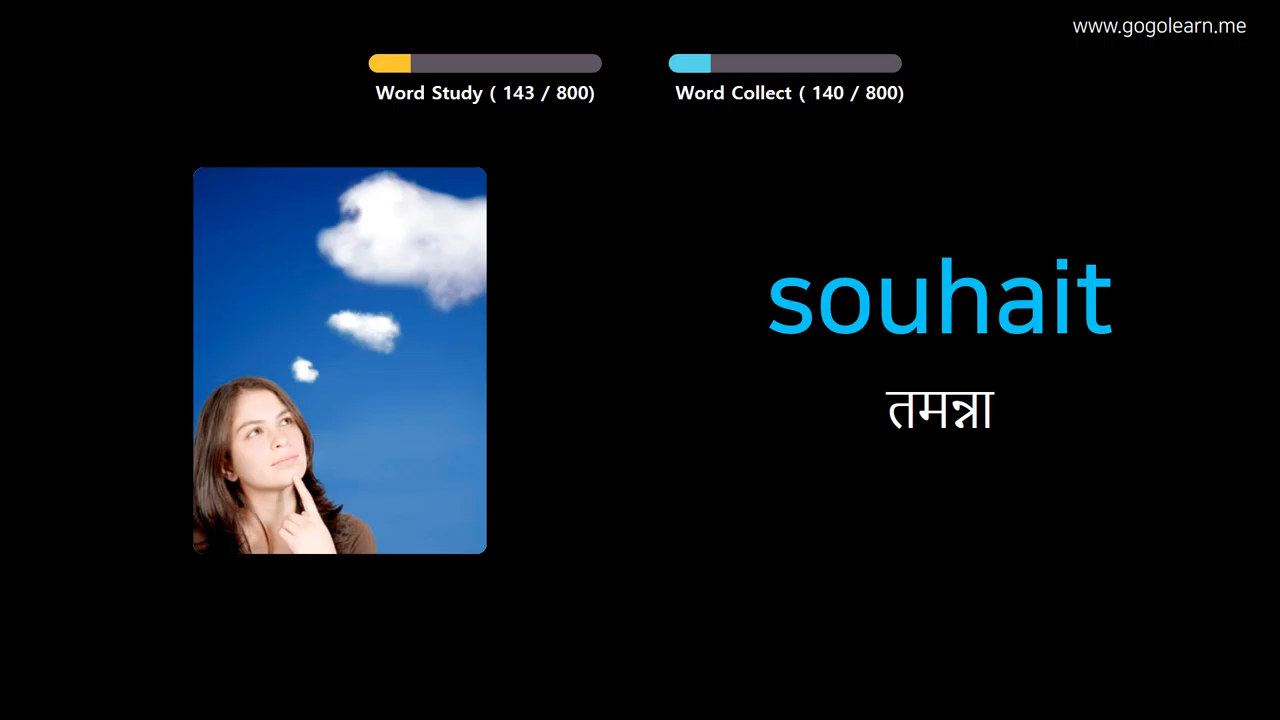 www.gogolearn.me
Word Study ( 143 / 800)
Word Collect ( 140 / 800)
souhait
तमन्ना